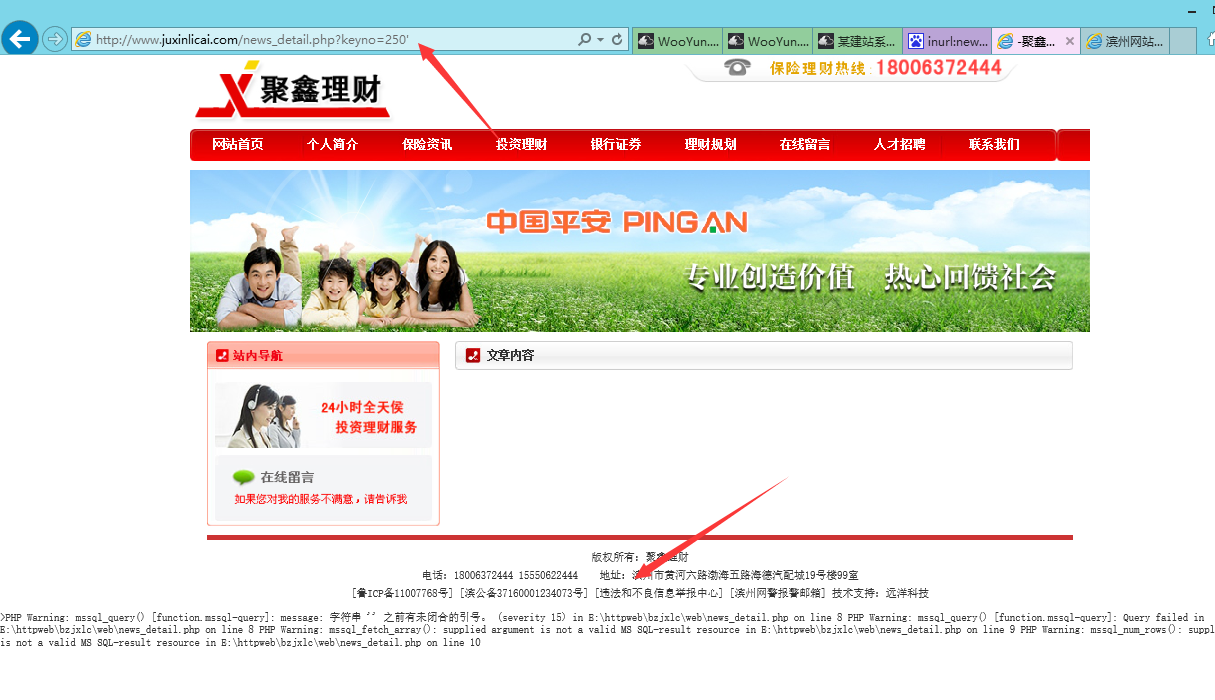 http://www.juxinlicai.com/news_detail.php?keyno=250'
WooYun....
WooYun....
某建站系...
inurl:new...
-聚鑫...
滨州网站...
聚鑫理财
保险理财热线:18006372444
网站首页 个人简介 保险资讯 投资理财 银行证券 理财规划 在线留言 人才招聘 联系我们
中国平安 PINGAN
专业创造价值 热心回馈社会
站内导航
文章内容
24小时全天侯
投资理财服务
在线留言
如果您对我的服务不满意,请告诉我
版权所有:聚鑫理财
电话:18006372444 15550622444 地址:滨州市黄河六路渤海五路海德汽配城19号楼99室
[鲁ICP备11007768号] [滨公备37160001234073号] [违法和不良信息举报中心] [滨州网警报警邮箱] 技术支持:远洋科技
>PHP Warning: mssql_query() [function.mssql-query]: message: 字符串 '' 之前有未闭合的引号。 (severity 15) in E:\httpweb\bzjxlc\web\news_detail.php on line 8 PHP Warning: mssql_query() [function.mssql-query]: Query failed in
E:\httpweb\bzjxlc\web\news_detail.php on line 8 PHP Warning: mssql_fetch_array(): supplied argument is not a valid MS SQL-result resource in E:\httpweb\bzjxlc\web\news_detail.php on line 9 PHP Warning: mssql_num_rows(): suppl
is not a valid MS SQL-result resource in E:\httpweb\bzjxlc\web\news_detail.php on line 10